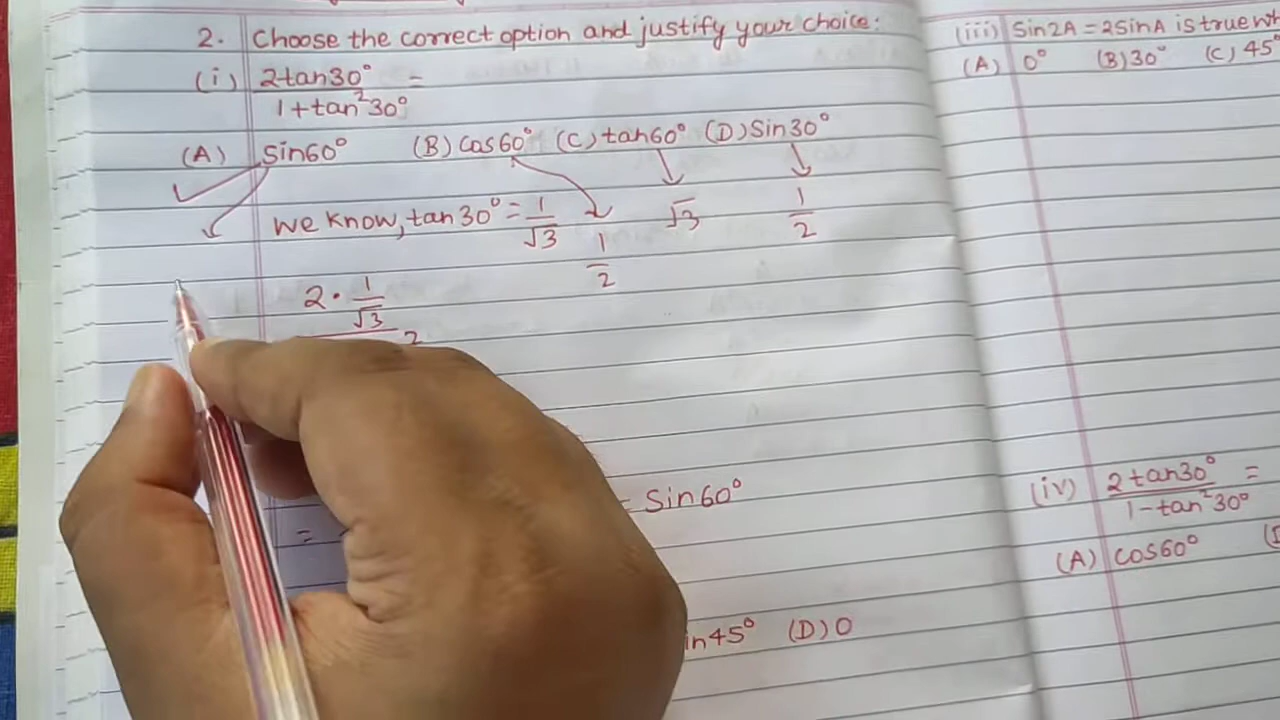 2. Choose the correct option and justify your choice:
(i) 2tan30° =
1+tan²30°
(A) Sin60° (B) Cos60° (C) tan60° (D) Sin30°
We know, tan30° = 1/√3
1/2
√3
1/2
2 · 1/√3
2
= Sin60°
=
in45° (D) 0
(iii) Sin2A = 2SinA is true wh
(A) 0° (B) 30° (C) 45°
(iv) 2tan30° =
1-tan²30°
(A) COS60°